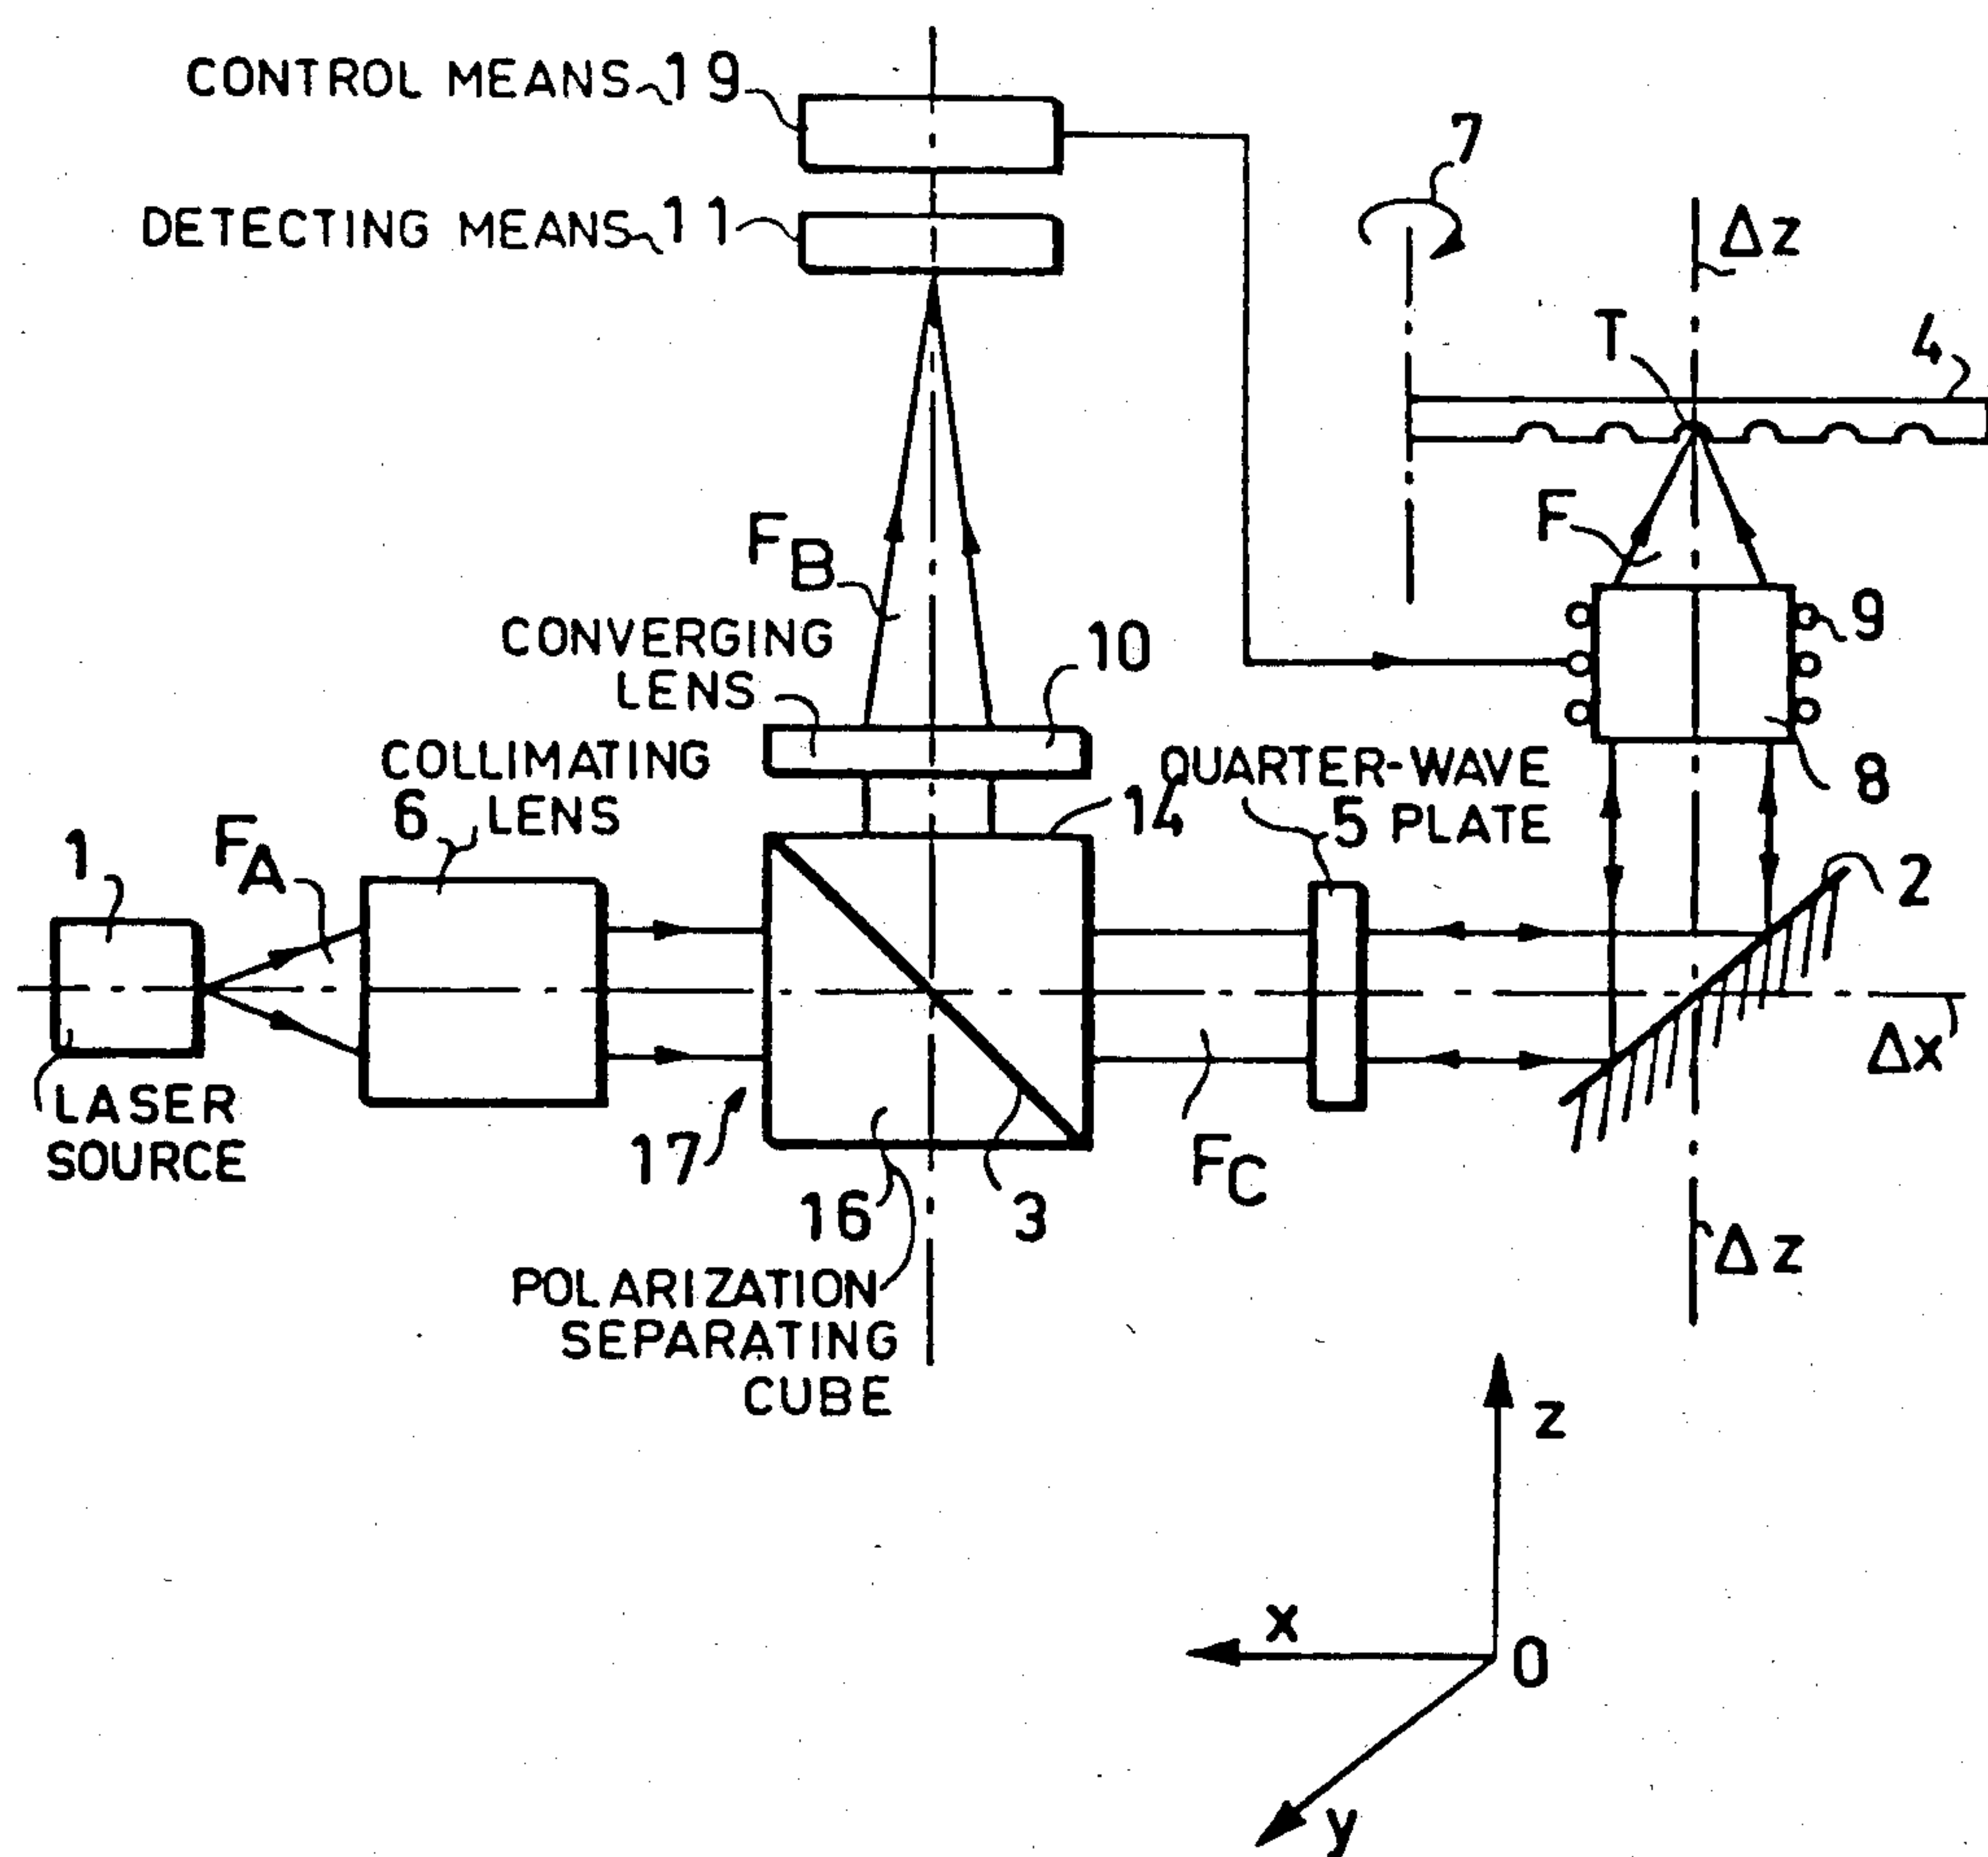 CONTROL MEANS 19
7
DETECTING MEANS 11
Δz
T
4
F
FB
9
CONVERGING
LENS
10
COLLIMATING
6 LENS
QUARTER-WAVE
5 PLATE
8
14
1
FA
2
Δx
LASER
SOURCE
17
FC
16
3
Δz
POLARIZATION
SEPARATING
CUBE
z
x
O
y